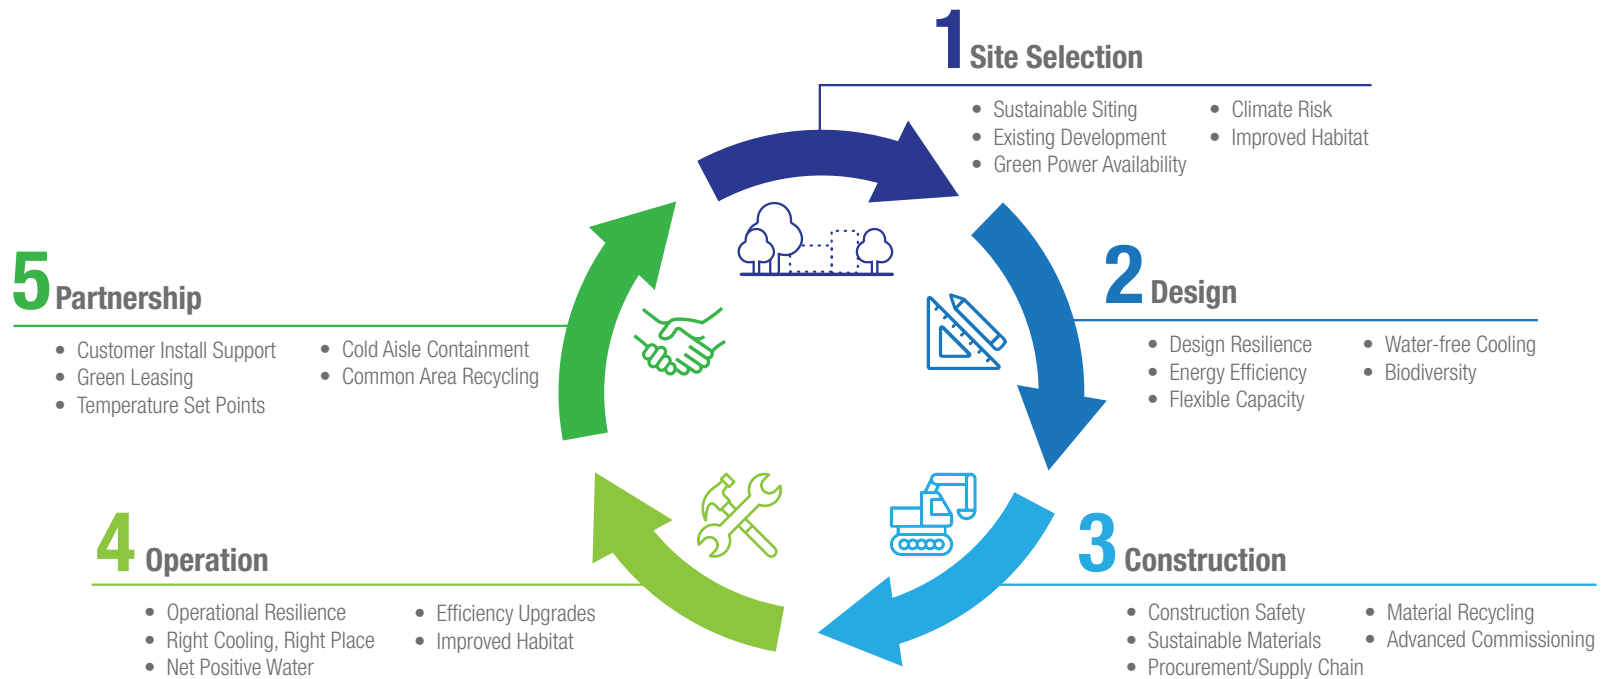 1 Site Selection
• Sustainable Siting
• Existing Development
• Green Power Availability
• Climate Risk
• Improved Habitat
2 Design
• Design Resilience
• Energy Efficiency
• Flexible Capacity
• Water-free Cooling
• Biodiversity
3 Construction
• Construction Safety
• Sustainable Materials
• Procurement/Supply Chain
• Material Recycling
• Advanced Commissioning
4 Operation
• Operational Resilience
• Right Cooling, Right Place
• Net Positive Water
• Efficiency Upgrades
• Improved Habitat
5 Partnership
• Customer Install Support
• Green Leasing
• Temperature Set Points
• Cold Aisle Containment
• Common Area Recycling